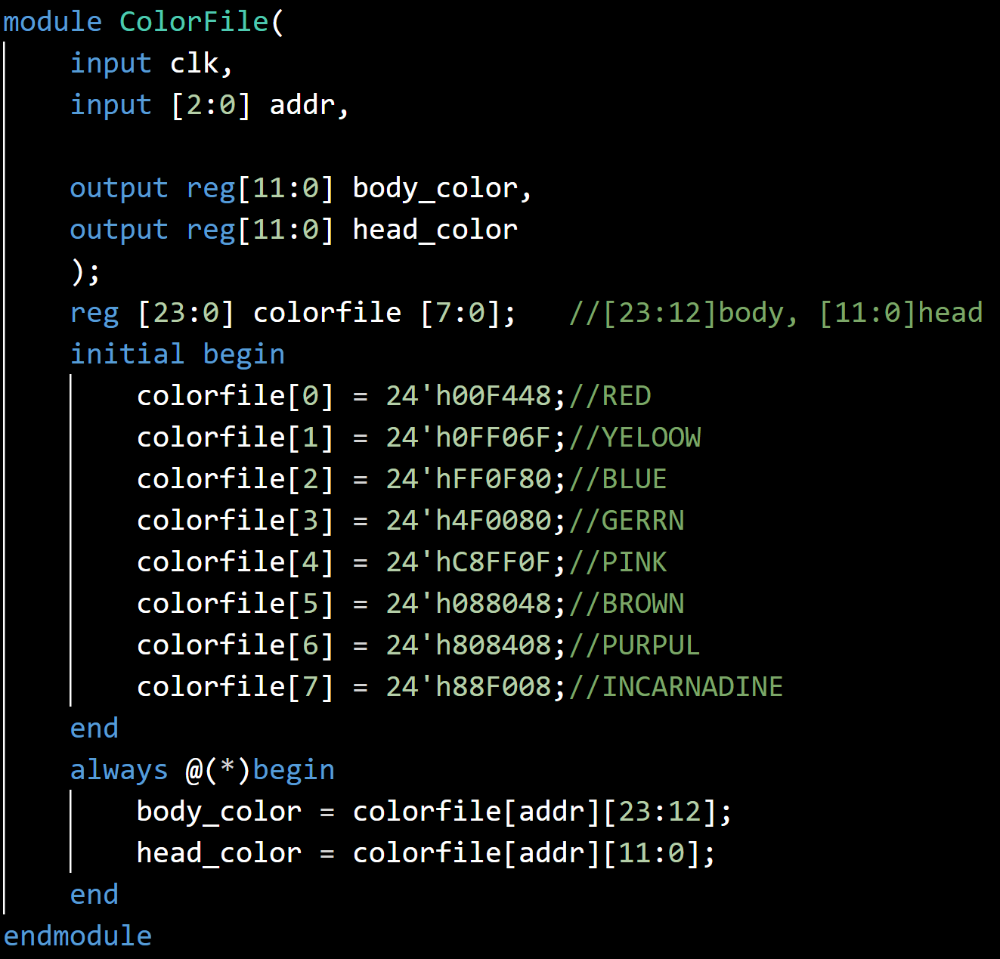 module ColorFile(
input clk,
input [2:0] addr,
output reg[11:0] body_color,
output reg[11:0] head_color
);
reg [23:0] colorfile [7:0];   //[23:12]body, [11:0]head
initial begin
colorfile[0] = 24'h00F448;//RED
colorfile[1] = 24'h0FF06F;//YELOOW
colorfile[2] = 24'hFF0F80;//BLUE
colorfile[3] = 24'h4F0080;//GERRN
colorfile[4] = 24'hC8FF0F;//PINK
colorfile[5] = 24'h088048;//BROWN
colorfile[6] = 24'h808408;//PURPUL
colorfile[7] = 24'h88F008;//INCARNADINE
end
always @(*)begin
body_color = colorfile[addr][23:12];
head_color = colorfile[addr][11:0];
end
endmodule